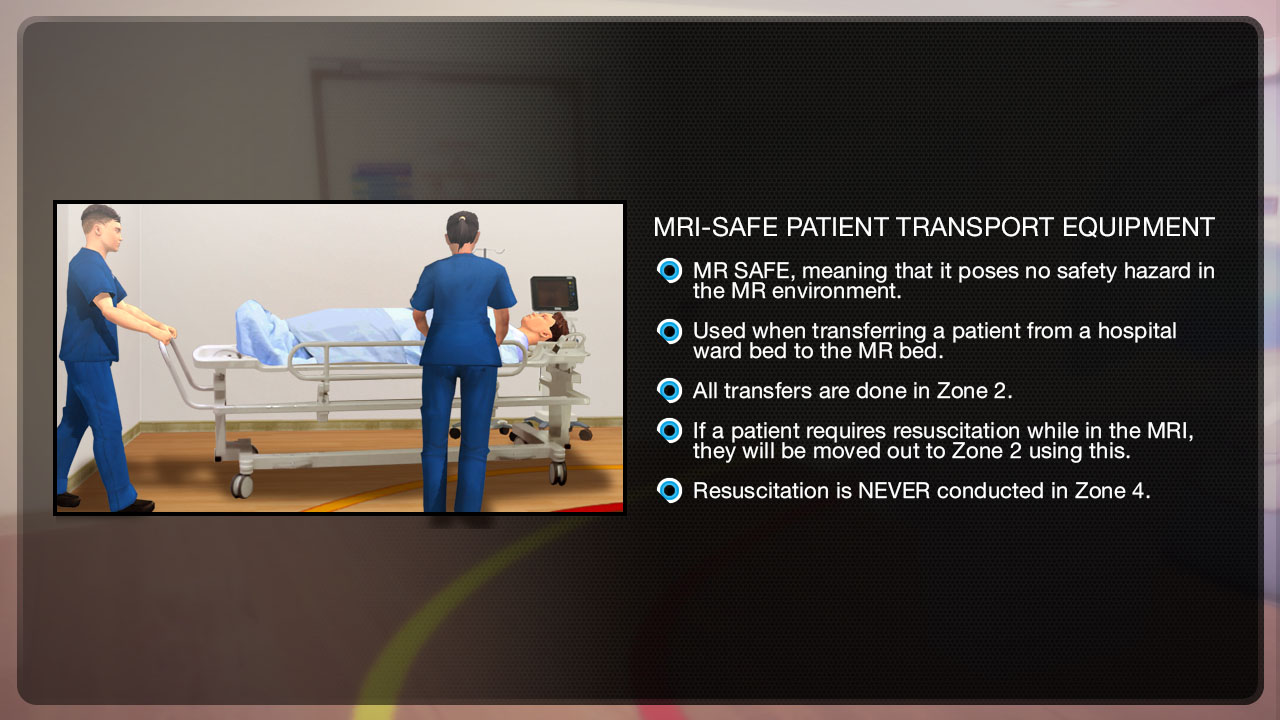 MRI-SAFE PATIENT TRANSPORT EQUIPMENT
MR SAFE, meaning that it poses no safety hazard in
the MR environment.
Used when transferring a patient from a hospital
ward bed to the MR bed.
All transfers are done in Zone 2.
If a patient requires resuscitation while in the MRI,
they will be moved out to Zone 2 using this.
Resuscitation is NEVER conducted in Zone 4.